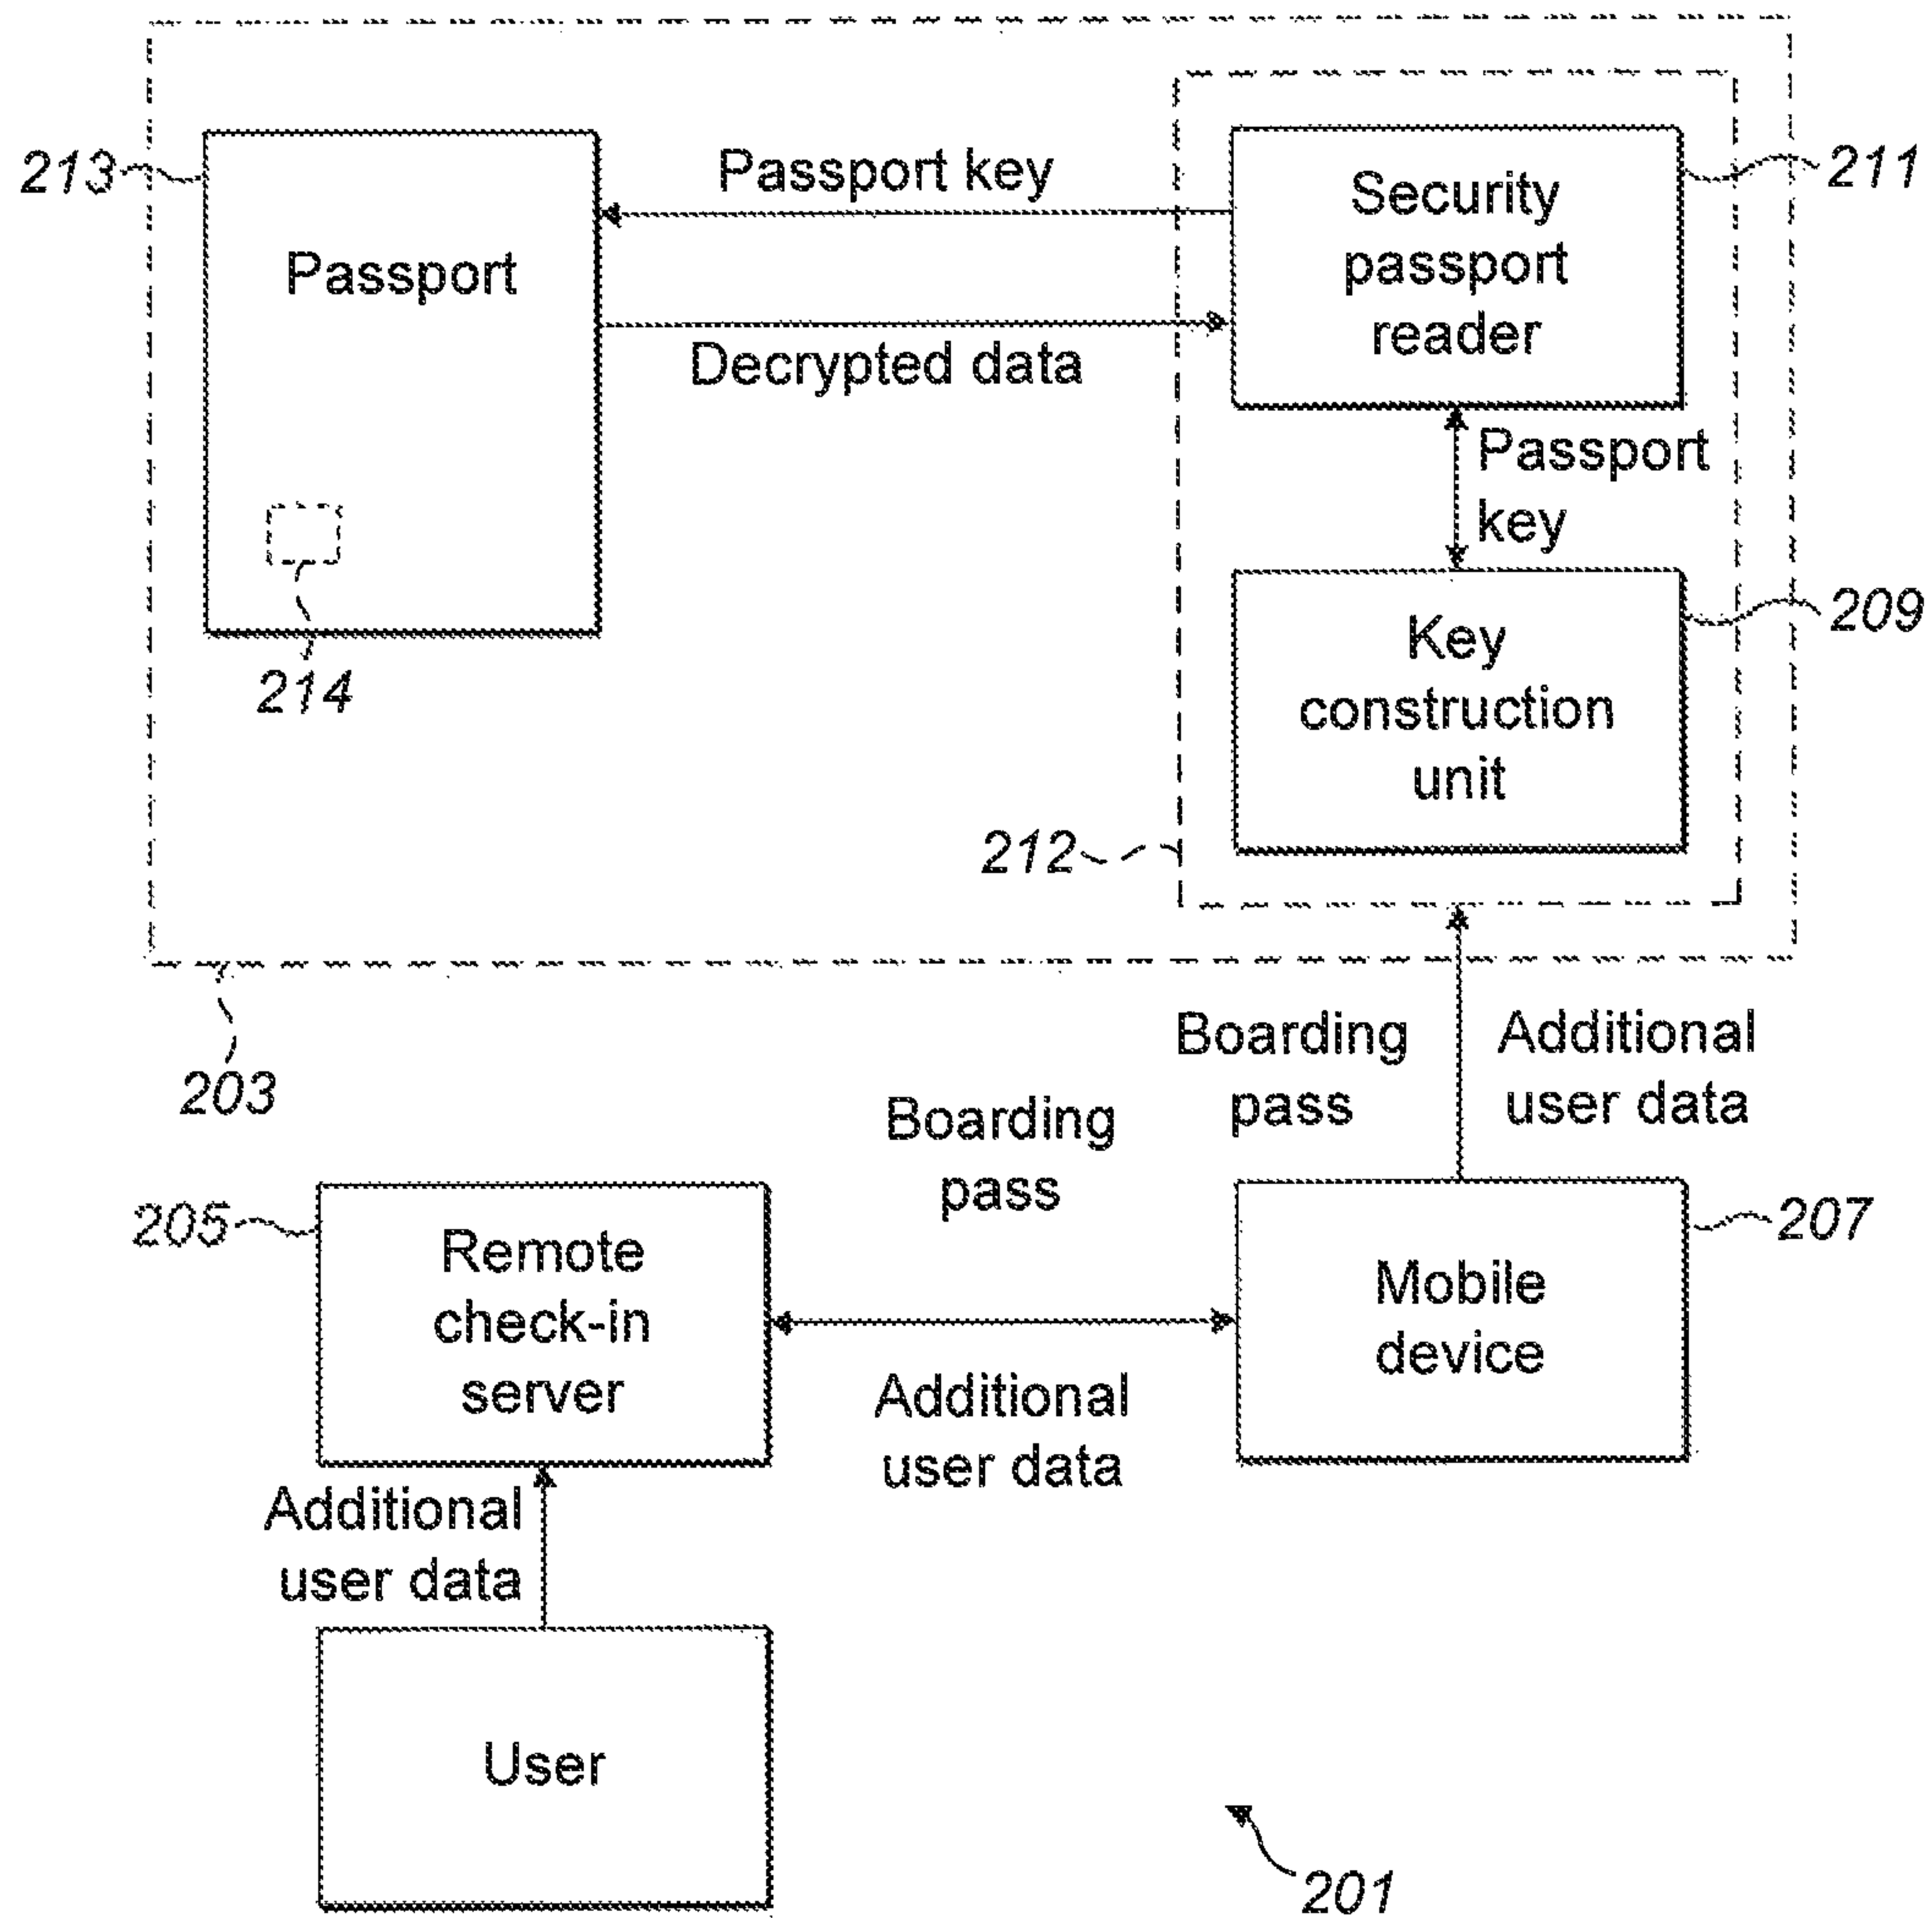 213
Passport
214
Passport key
Decrypted data
Security
passport
reader
211
Passport
key
Key
construction
unit
209
212
203
Boarding
pass
Additional
user data
Boarding
pass
205
Remote
check-in
server
Additional
user data
Mobile
device
207
Additional
user data
User
201